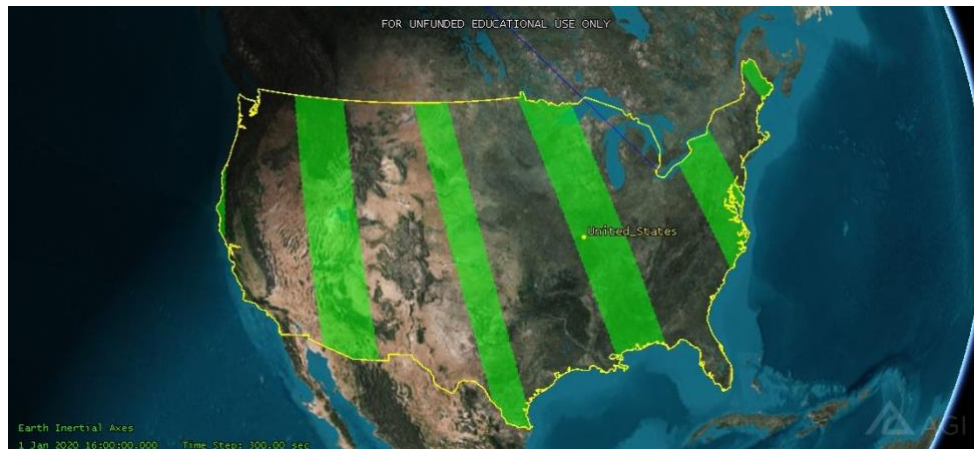 FOR UNFUNDED EDUCATIONAL USE ONLY
United_States
AGI
Earth Inertial Axes
1 Jan 2020 16:00:00.000 Time Step: 300.00 sec